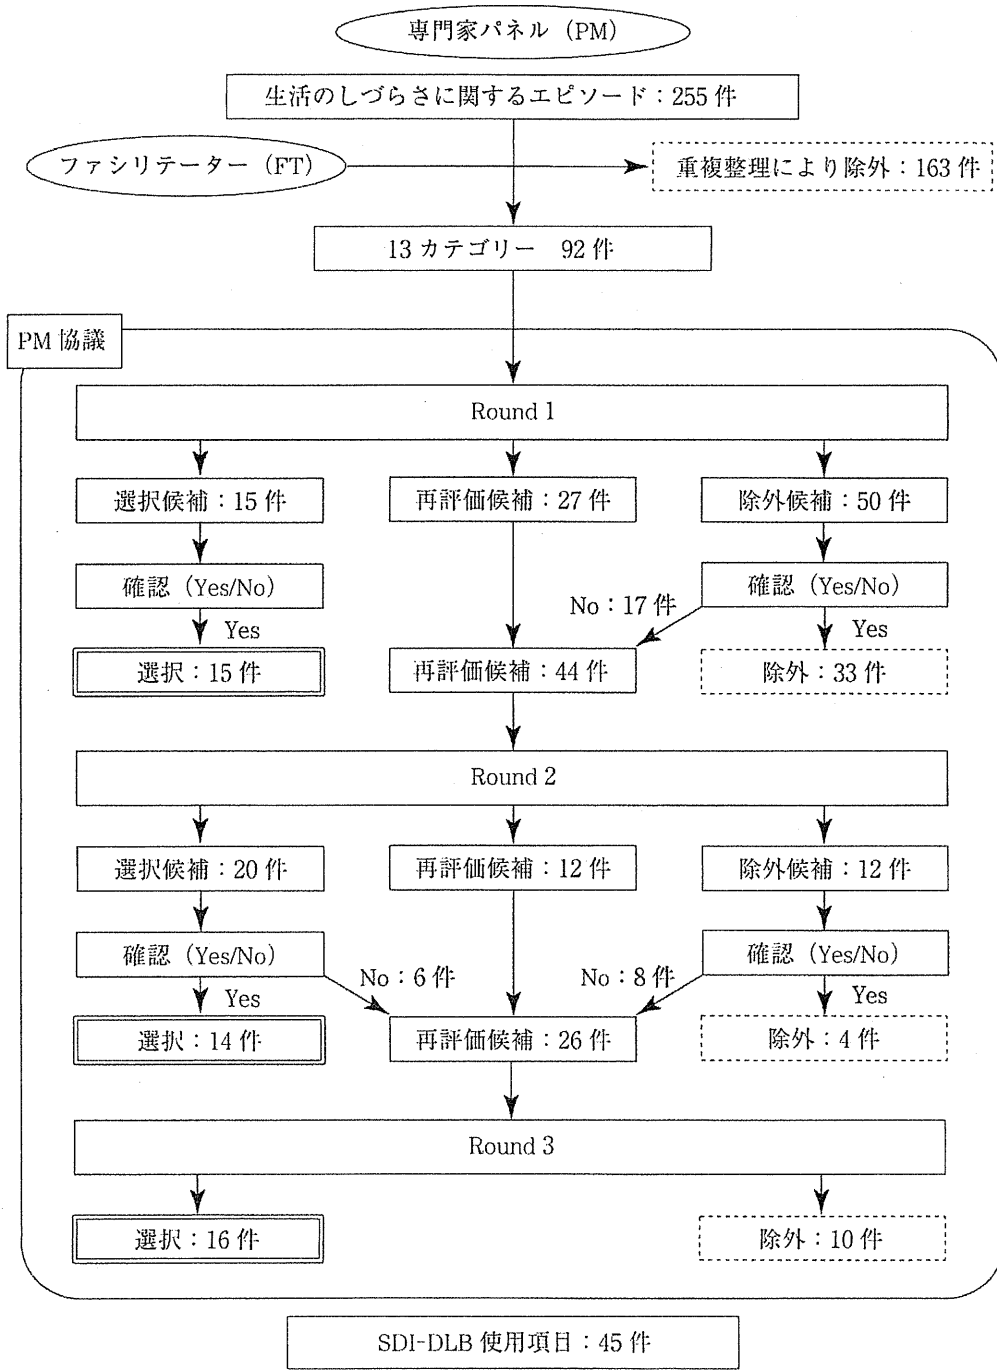 専門家パネル（PM）
生活のしづらさに関するエピソード：255 件
ファシリテーター（FT）
重複整理により除外：163 件
13 カテゴリー　92 件
PM 協議
Round 1
選択候補：15 件
再評価候補：27 件
除外候補：50 件
確認（Yes/No）
確認（Yes/No）
No：17 件
Yes
Yes
選択：15 件
再評価候補：44 件
除外：33 件
Round 2
選択候補：20 件
再評価候補：12 件
除外候補：12 件
確認（Yes/No）
確認（Yes/No）
No：6 件
No：8 件
Yes
Yes
選択：14 件
再評価候補：26 件
除外：4 件
Round 3
選択：16 件
除外：10 件
SDI-DLB 使用項目：45 件